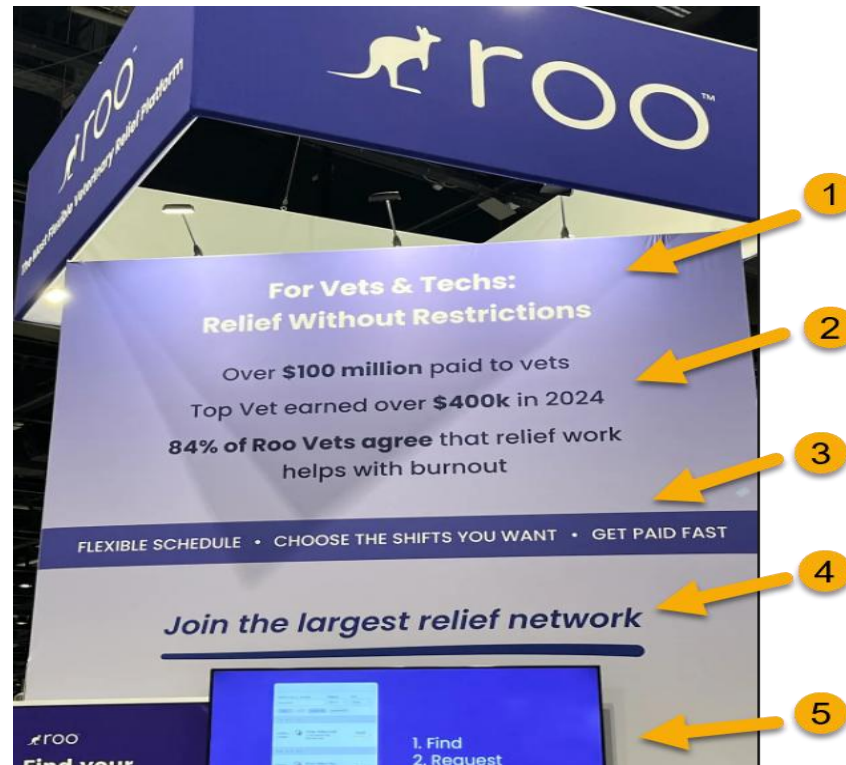 roo™
roo
The Most Flexible Veterinary Relief Platform
1
For Vets & Techs:
Relief Without Restrictions
2
Over $100 million paid to vets
Top Vet earned over $400k in 2024
84% of Roo Vets agree that relief work
helps with burnout
3
FLEXIBLE SCHEDULE • CHOOSE THE SHIFTS YOU WANT • GET PAID FAST
4
Join the largest relief network
5
roo
Find your
1. Find
2. Request